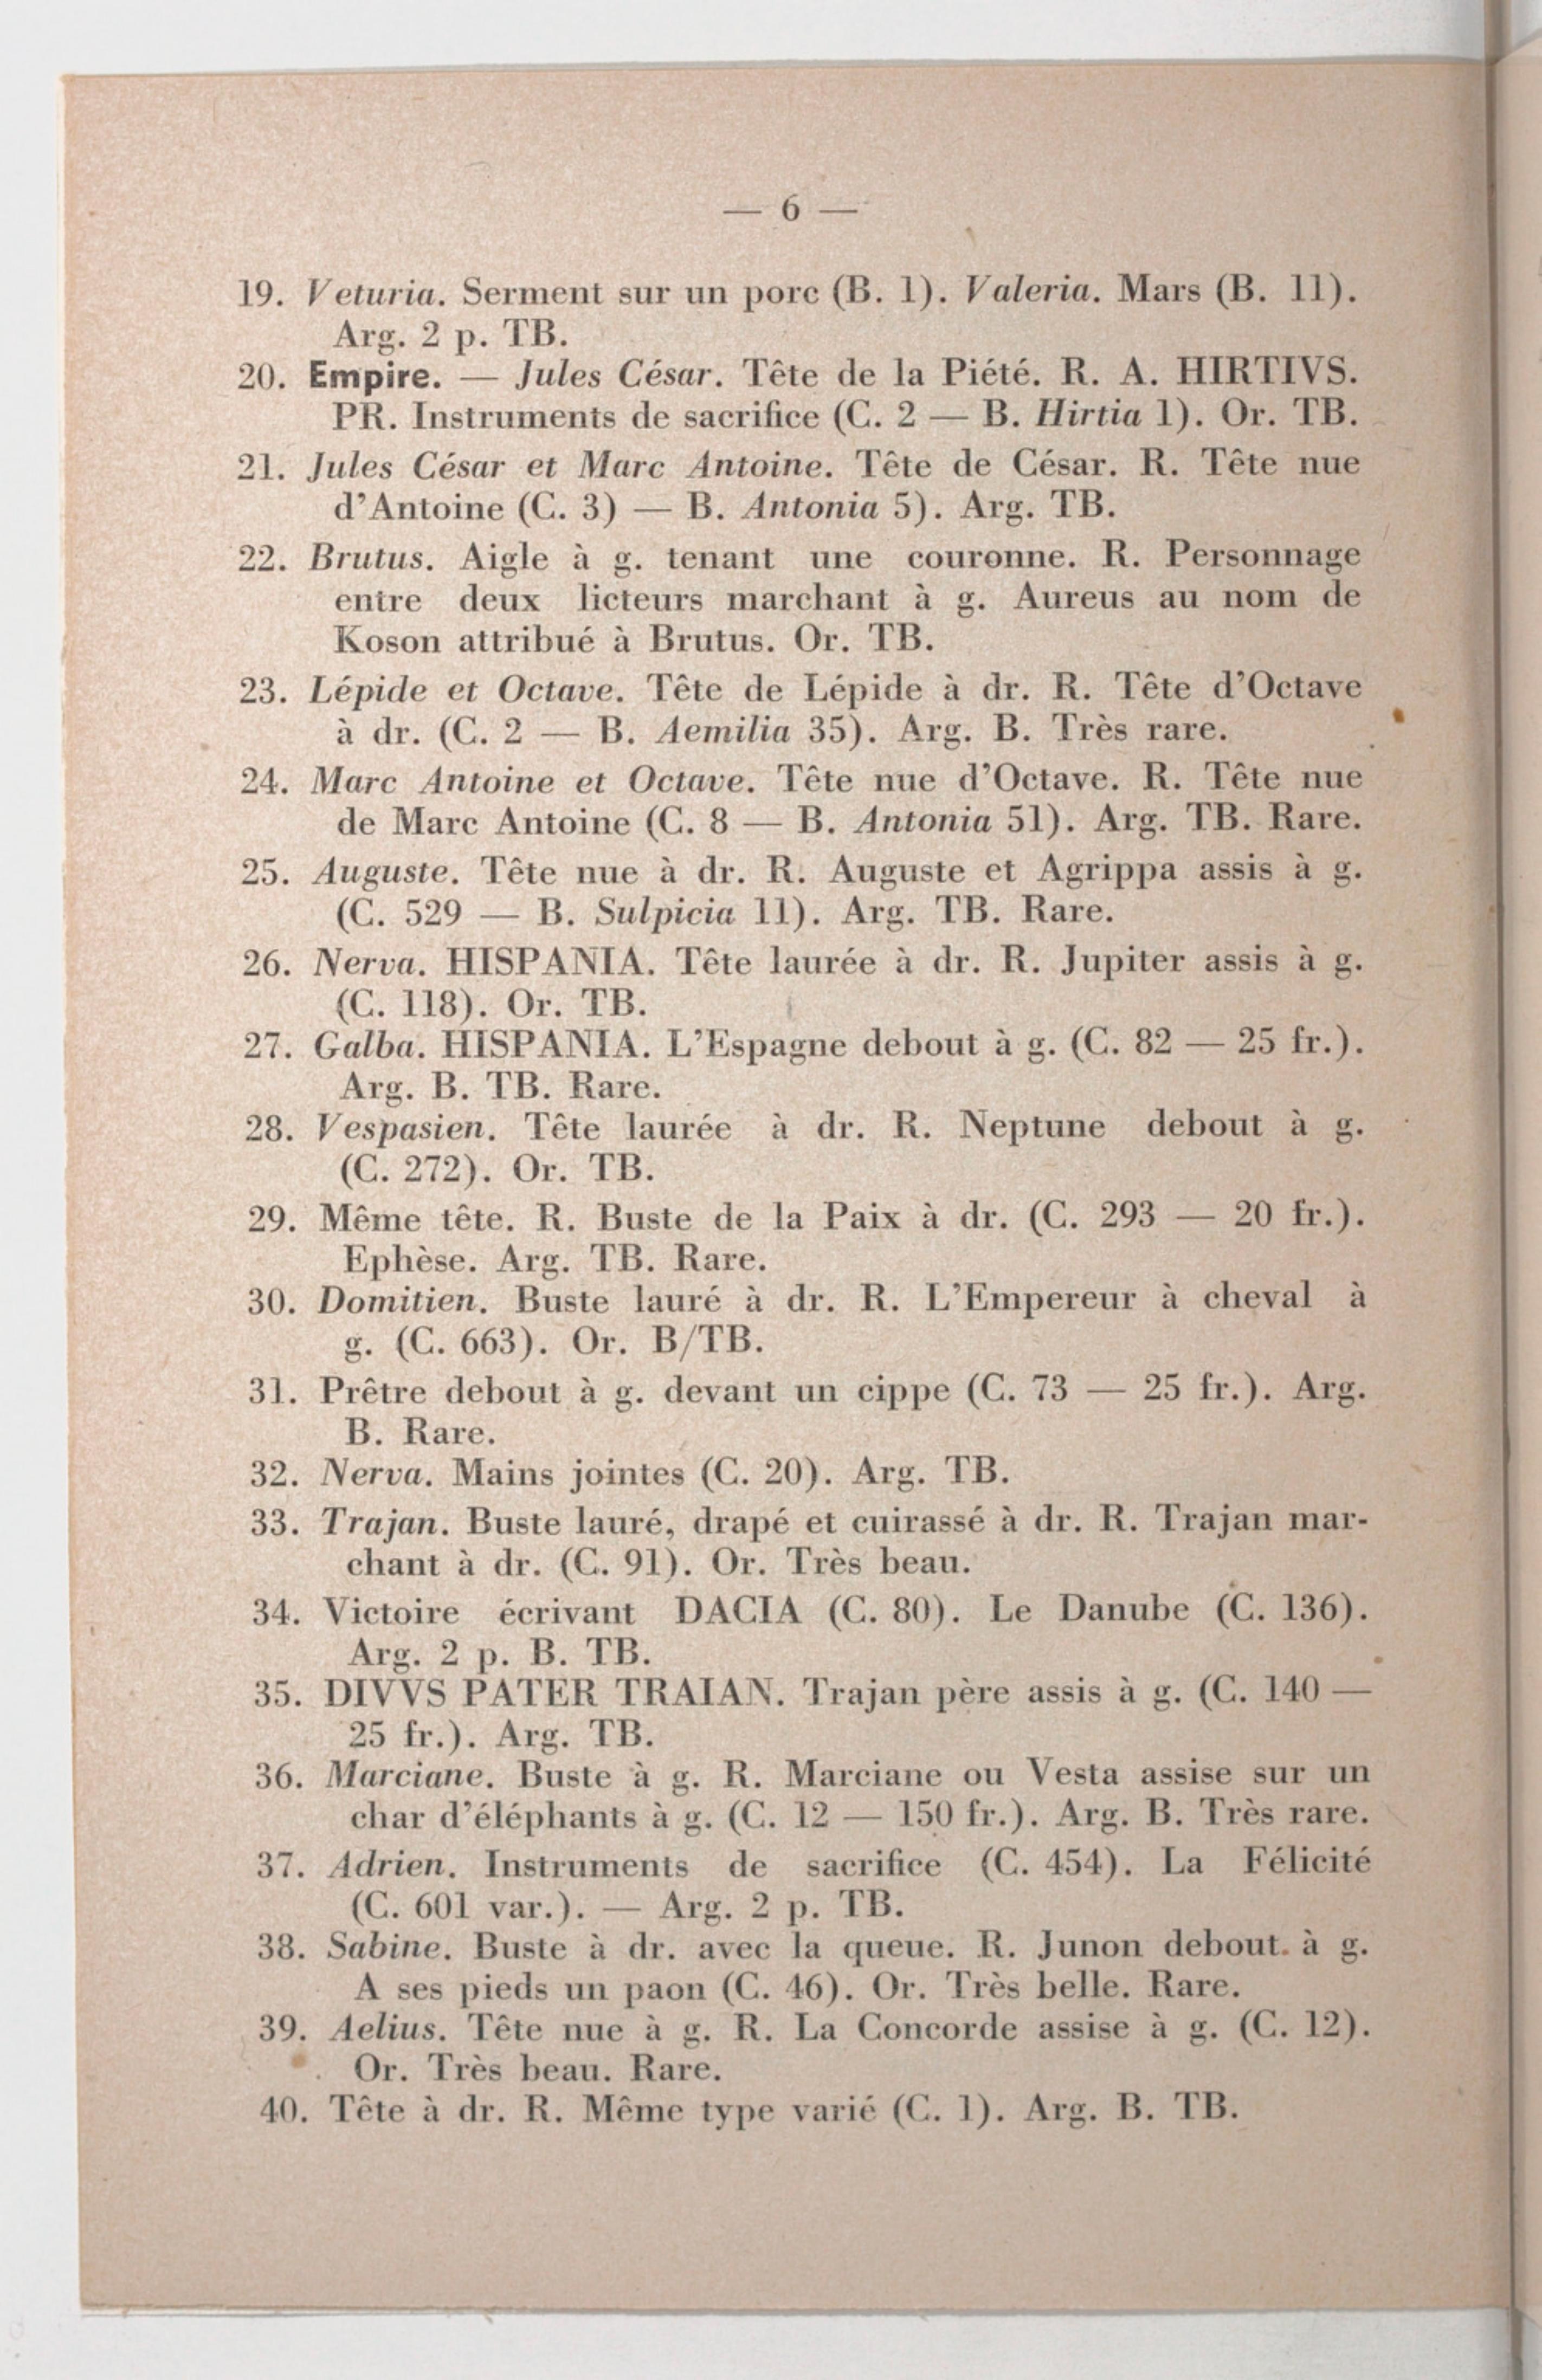 — 6 —
19. Veturia. Serment sur un porc (B. 1). Valeria. Mars (B. 11).
Arg. 2 p. TB.
20. Empire. — Jules César. Tête de la Piété. R. A. HIRTIVS.
PR. Instruments de sacrifice (C. 2 — B. Hirtia 1). Or. TB.
21. Jules César et Marc Antoine. Tête de César. R. Tête nue
d'Antoine (C. 3) — B. Antonia 5). Arg. TB.
22. Brutus. Aigle à g. tenant une couronne. R. Personnage
entre deux licteurs marchant à g. Aureus au nom de
Koson attribué à Brutus. Or. TB.
23. Lépide et Octave. Tête de Lépide à dr. R. Tête d'Octave
à dr. (C. 2 — B. Aemilia 35). Arg. B. Très rare.
24. Marc Antoine et Octave. Tête nue d'Octave. R. Tête nue
de Marc Antoine (C. 8 — B. Antonia 51). Arg. TB. Rare.
25. Auguste. Tête nue à dr. R. Auguste et Agrippa assis à g.
(C. 529 — B. Sulpicia 11). Arg. TB. Rare.
26. Nerva. HISPANIA. Tête laurée à dr. R. Jupiter assis à g.
(C. 118). Or. TB.
27. Galba. HISPANIA. L'Espagne debout à g. (C. 82 — 25 fr.).
Arg. B. TB. Rare.
28. Vespasien. Tête laurée à dr. R. Neptune debout à g.
(C. 272). Or. TB.
29. Même tête. R. Buste de la Paix à dr. (C. 293 — 20 fr.).
Ephèse. Arg. TB. Rare.
30. Domitien. Buste lauré à dr. R. L'Empereur à cheval à
g. (C. 663). Or. B/TB.
31. Prêtre debout à g. devant un cippe (C. 73 — 25 fr.). Arg.
B. Rare.
32. Nerva. Mains jointes (C. 20). Arg. TB.
33. Trajan. Buste lauré, drapé et cuirassé à dr. R. Trajan mar-
chant à dr. (C. 91). Or. Très beau.
34. Victoire écrivant DACIA (C. 80). Le Danube (C. 136).
Arg. 2 p. B. TB.
35. DIVVS PATER TRAIAN. Trajan père assis à g. (C. 140 —
25 fr.). Arg. TB.
36. Marciane. Buste à g. R. Marciane ou Vesta assise sur un
char d'éléphants à g. (C. 12 — 150 fr.). Arg. B. Très rare.
37. Adrien. Instruments de sacrifice (C. 454). La Félicité
(C. 601 var.). — Arg. 2 p. TB.
38. Sabine. Buste à dr. avec la queue. R. Junon debout à g.
A ses pieds un paon (C. 46). Or. Très belle. Rare.
39. Aelius. Tête nue à g. R. La Concorde assise à g. (C. 12).
Or. Très beau. Rare.
40. Tête à dr. R. Même type varié (C. 1). Arg. B. TB.